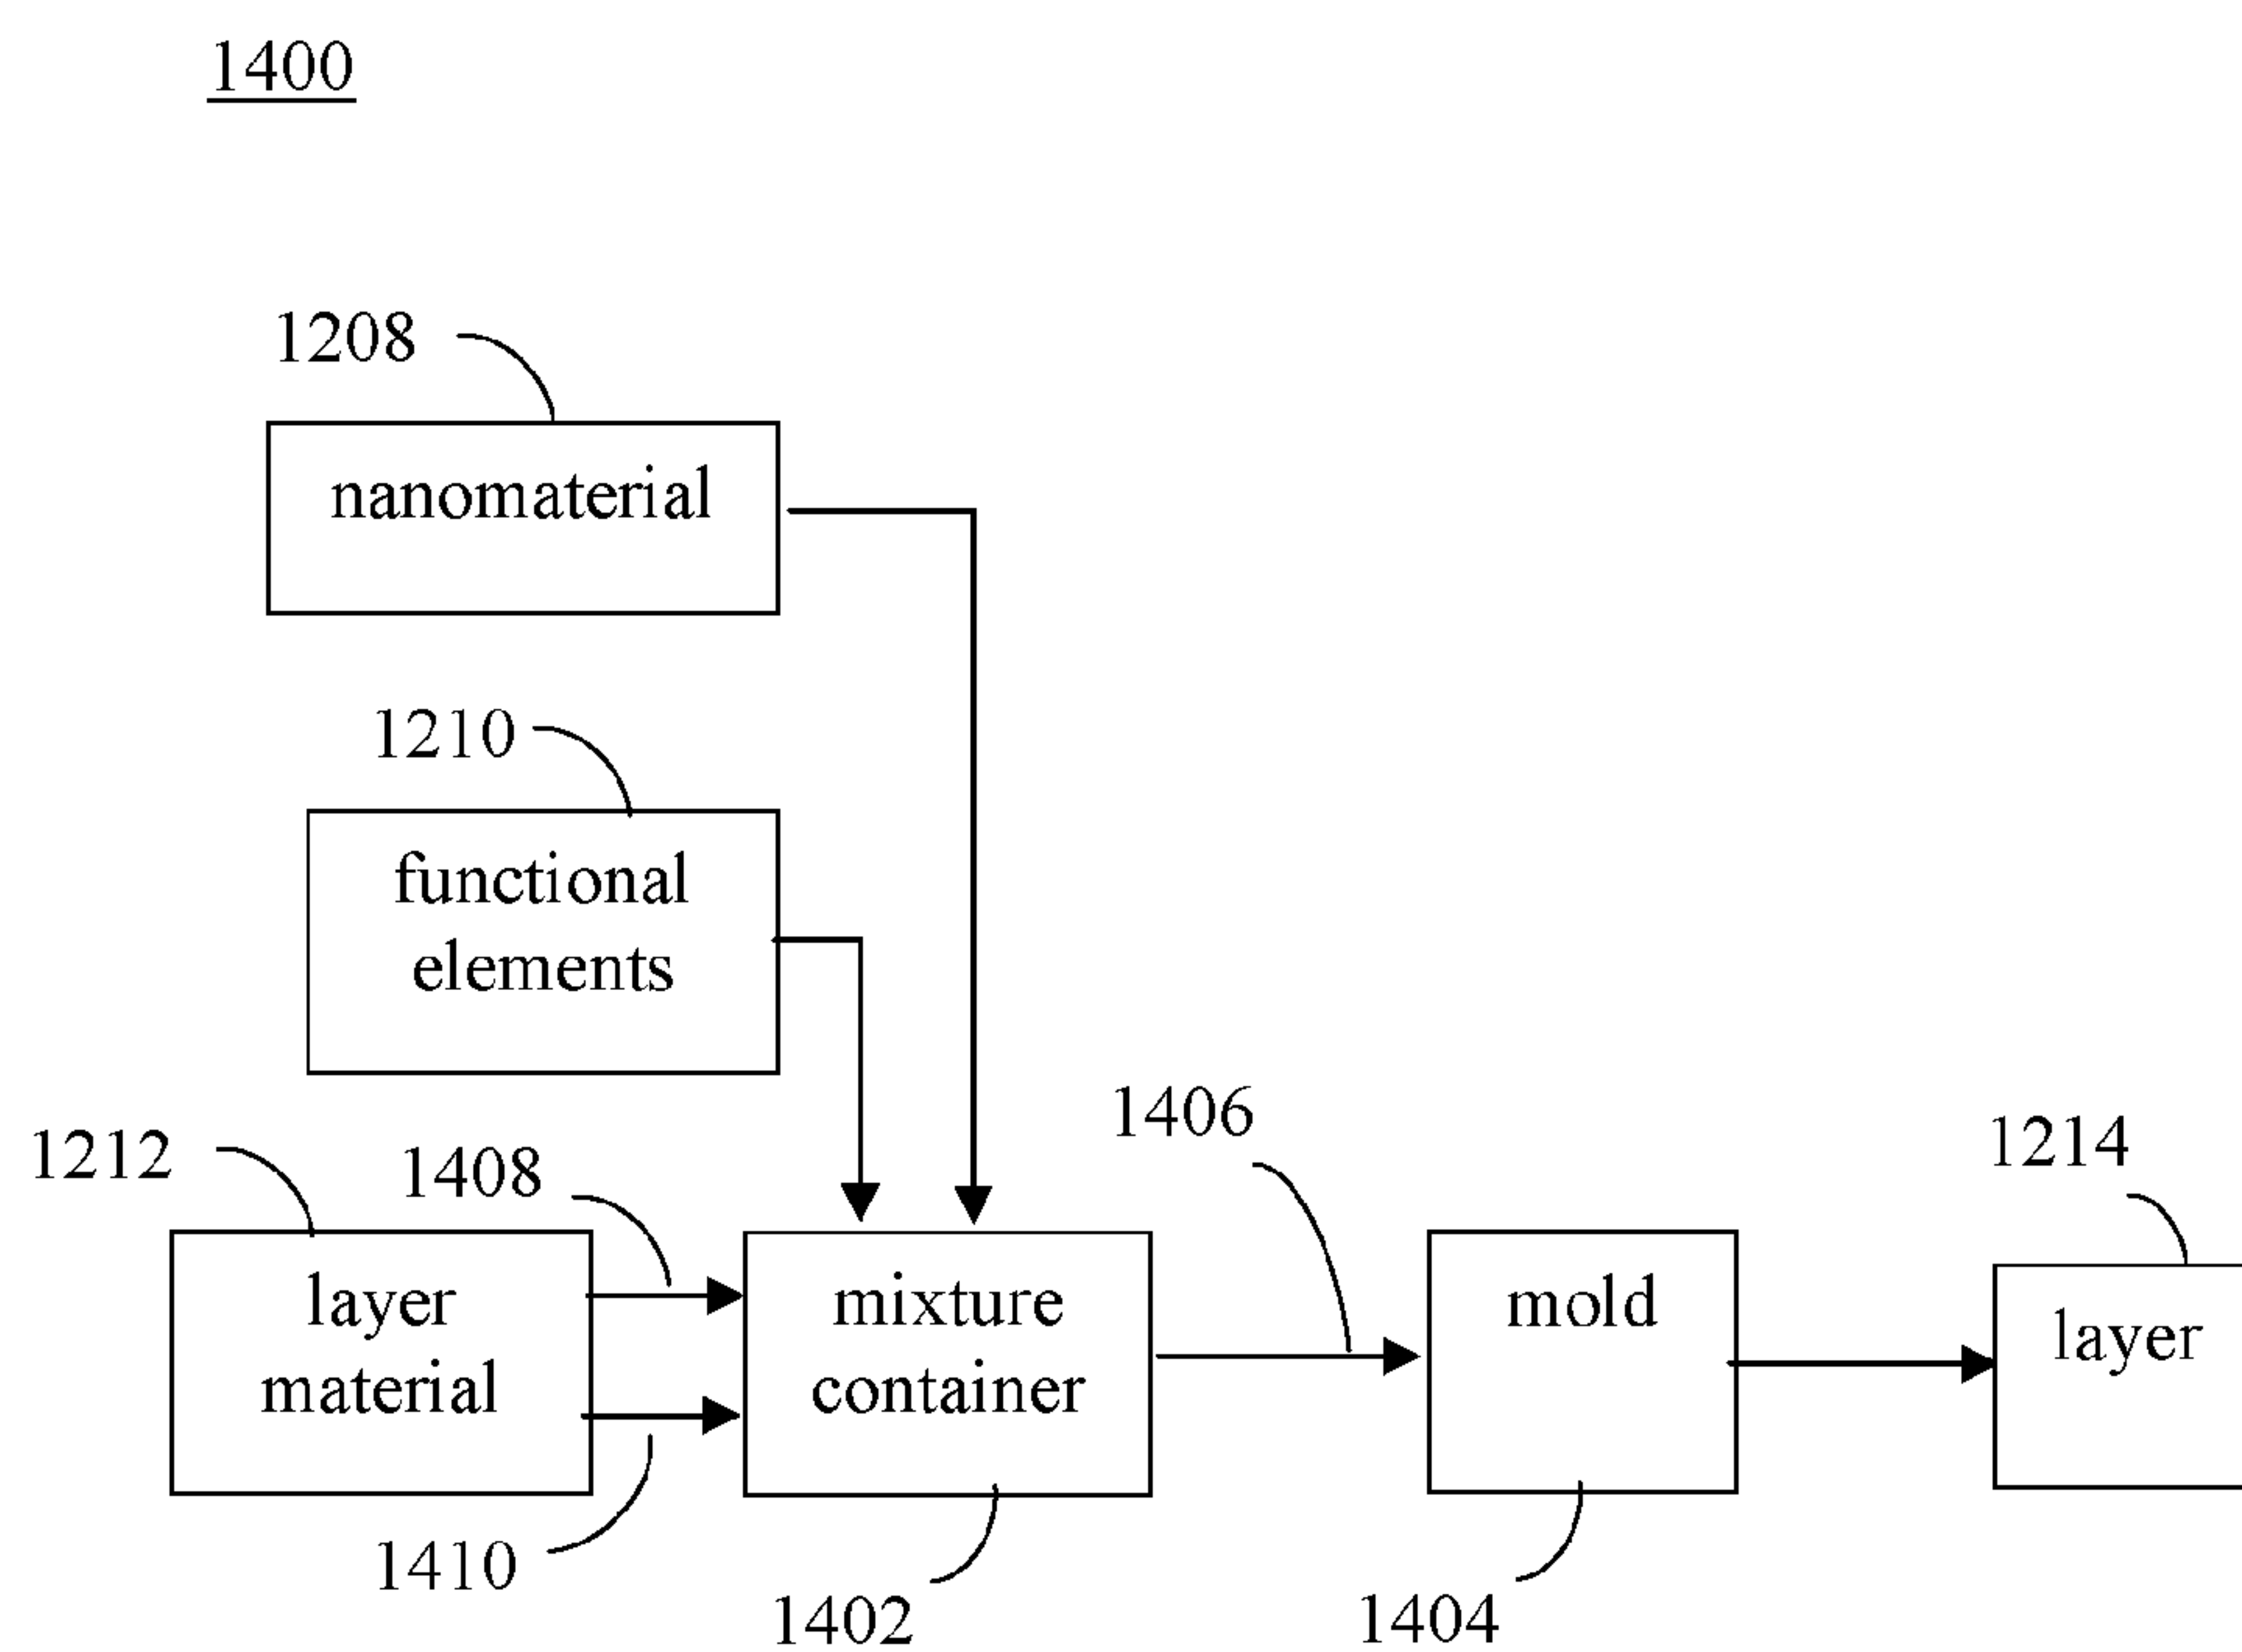 1400
1208
nanomaterial
1210
functional
elements
1212
1408
1406
1214
layer
material
mixture
container
mold
layer
1410
1402
1404